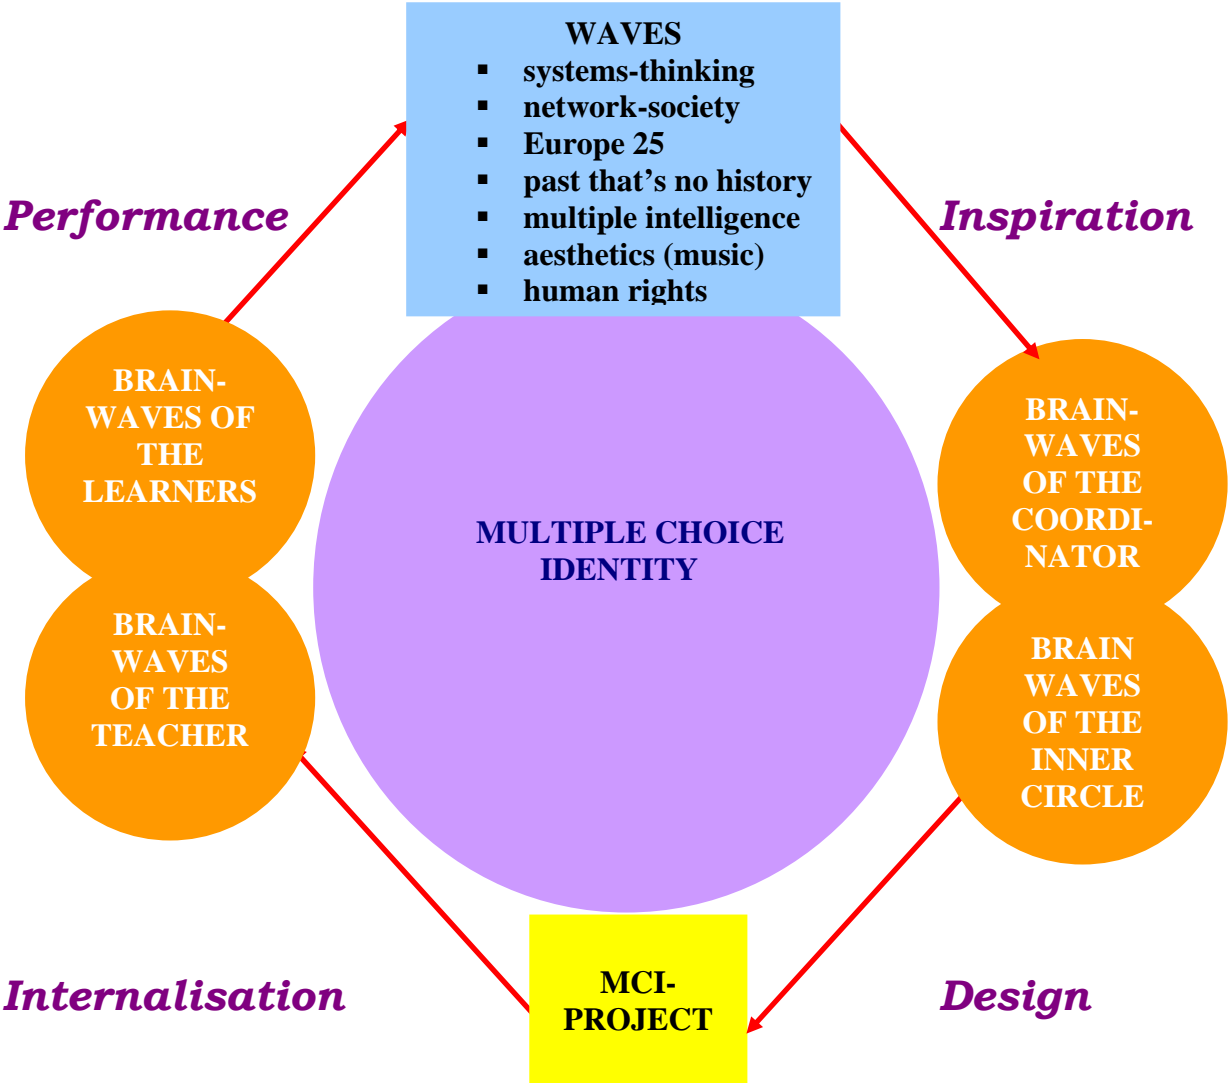 WAVES
▪ systems-thinking
▪ network-society
▪ Europe 25
▪ past that’s no history
▪ multiple intelligence
▪ aesthetics (music)
▪ human rights
Performance
Inspiration
BRAIN-
WAVES OF
THE
LEARNERS
BRAIN-
WAVES
OF THE
COORDI-
NATOR
MULTIPLE CHOICE
IDENTITY
BRAIN-
WAVES
OF THE
TEACHER
BRAIN
WAVES
OF THE
INNER
CIRCLE
MCI-
PROJECT
Internalisation
Design